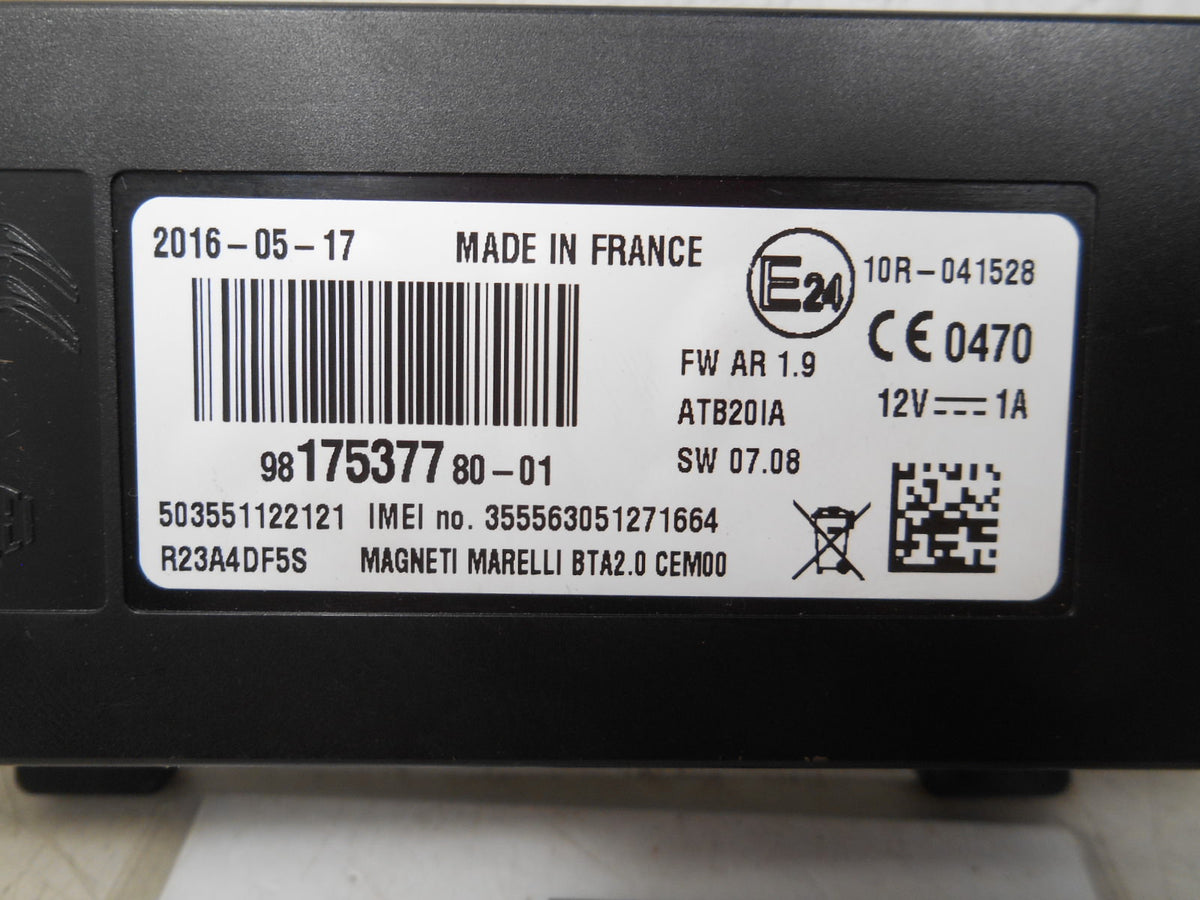 2016-05-17 MADE IN FRANCE
E24 10R-041528
CE 0470
FW AR 1.9
ATB20IA 12V 1A
SW 07.08
98 175377 80-01
503551122121 IMEI no. 355563051271664
R23A4DF5S MAGNETI MARELLI BTA2.0 CEM00